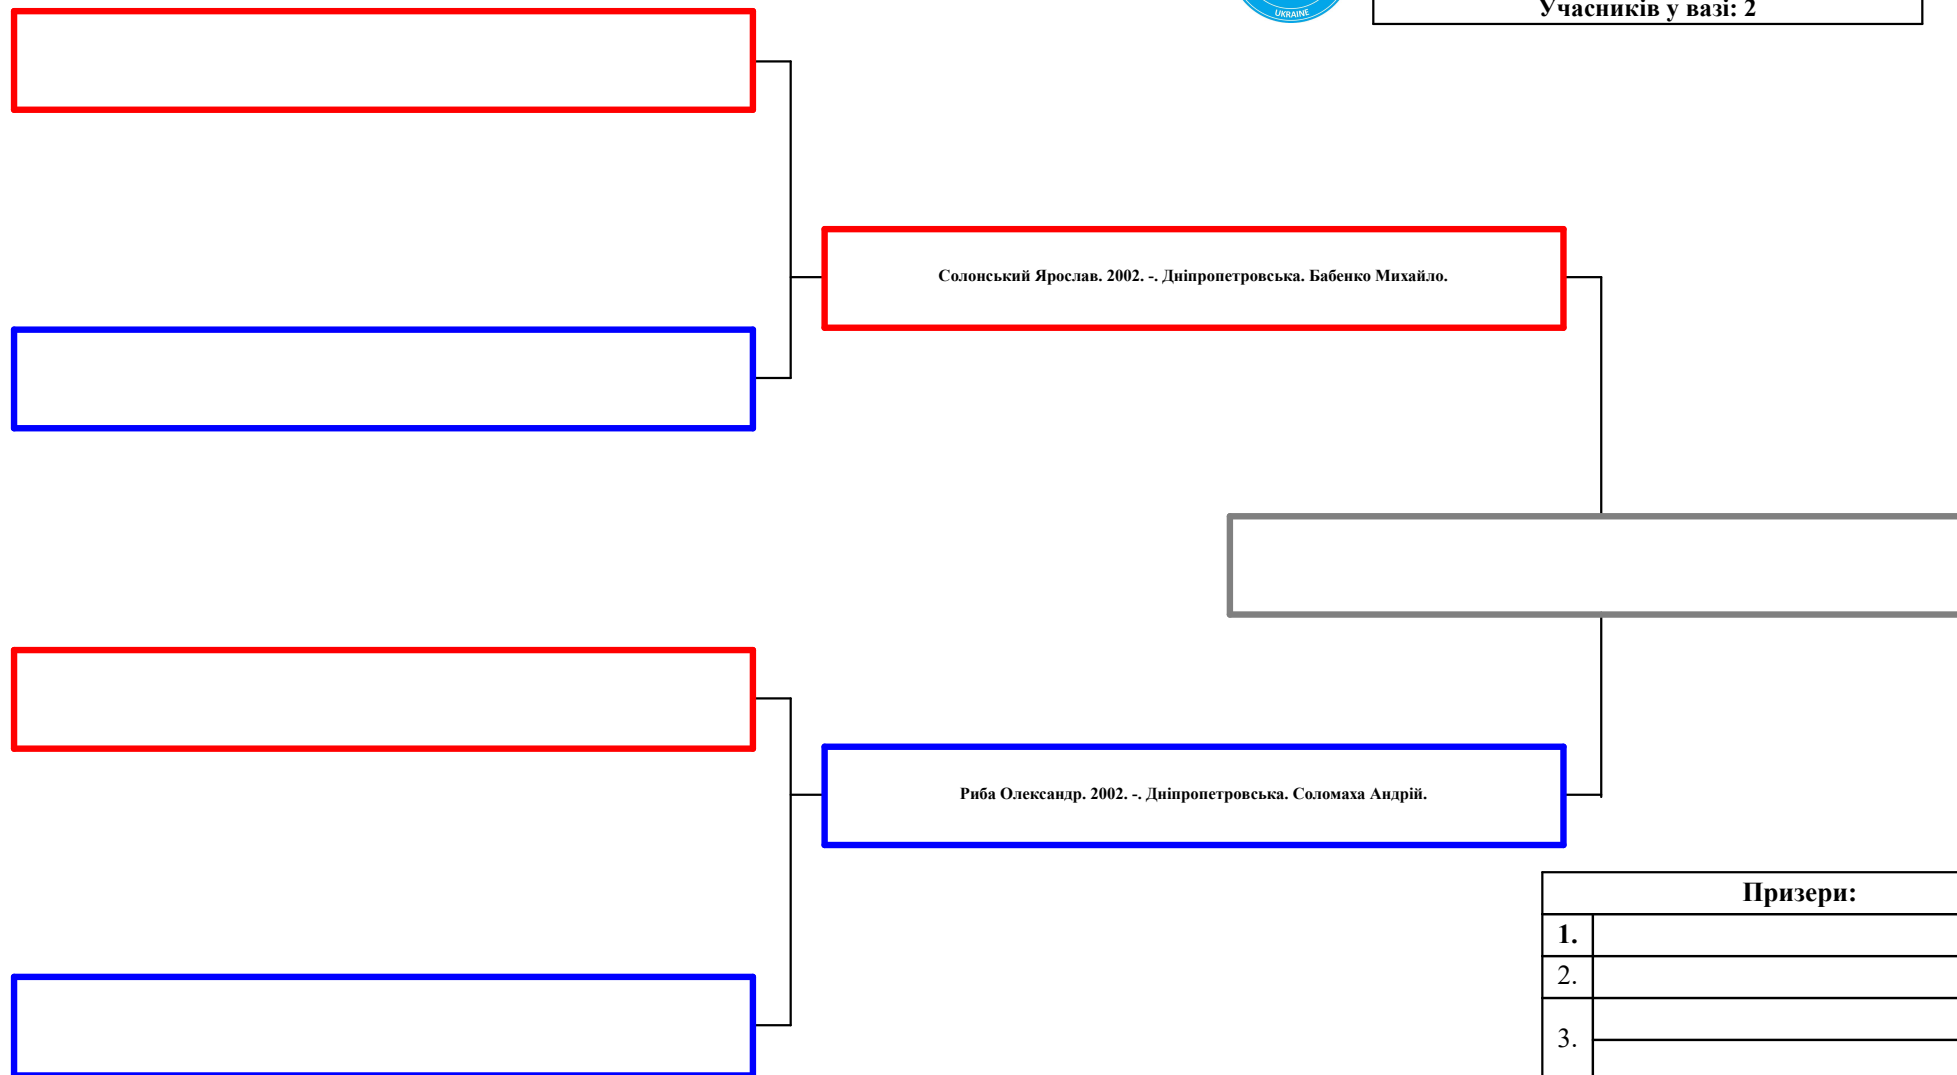 UKRAINE
Учасників у вазі: 2
Солонський Ярослав. 2002. -. Дніпропетровська. Бабенко Михайло.
Риба Олександр. 2002. -. Дніпропетровська. Соломаха Андрій.
Призери:
1.
2.
3.